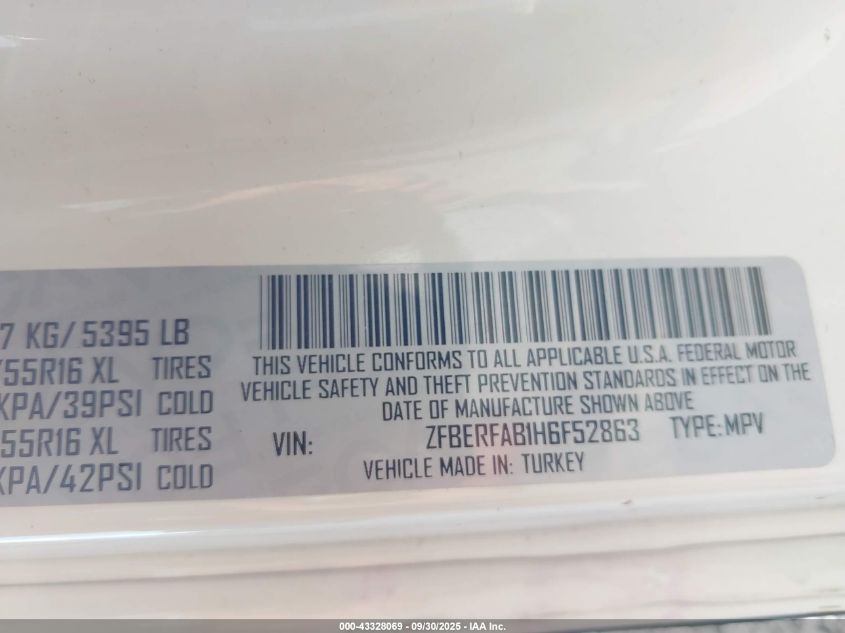 7 KG/ 5395 LB
55R16 XL TIRES
KPA/39PSI COLD
55R16 XL TIRES
KPA/42PSI COLD
THIS VEHICLE CONFORMS TO ALL APPLICABLE U.S.A. FEDERAL MOTOR
VEHICLE SAFETY AND THEFT PREVENTION STANDARDS IN EFFECT ON THE
DATE OF MANUFACTURE SHOWN ABOVE
VIN: ZFBERFAB1H6F52863 TYPE: MPV
VEHICLE MADE IN: TURKEY
000-43328069 - 09/30/2025 - IAA Inc.